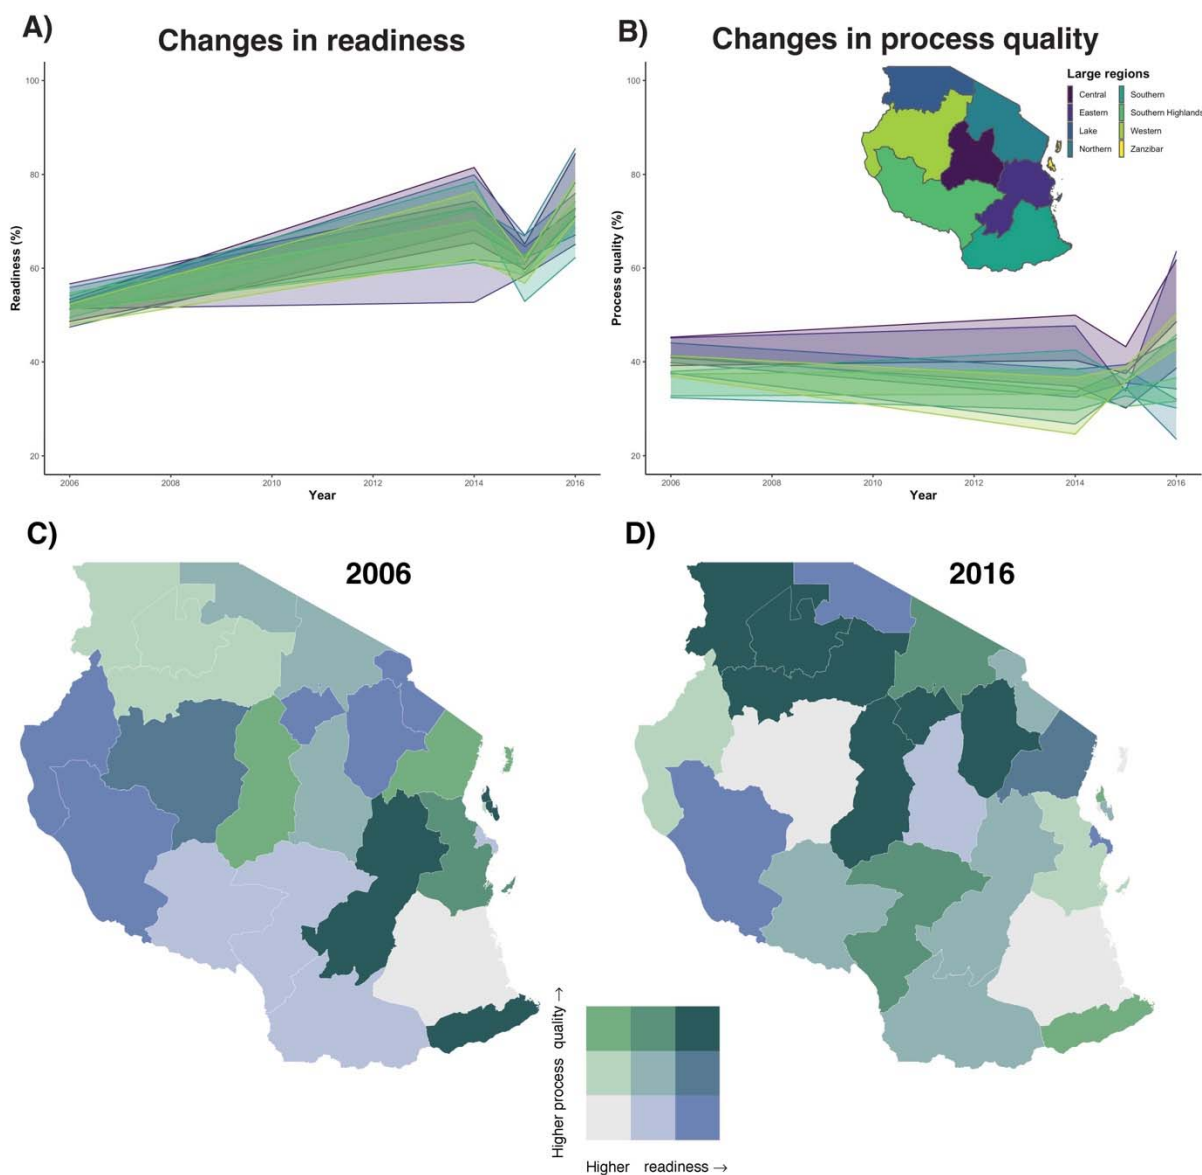 A)
Changes in readiness
100
80
60
40
20
Readiness (%)
2006
2008
2010
2012
2014
2016
Year
B)
Changes in process quality
100
80
60
40
20
Process quality (%)
2006
2008
2010
2012
2014
2016
Year
Large regions
Central
Eastern
Lake
Northern
Southern
Southern Highlands
Western
Zanzibar
C)
2006
D)
2016
Higher process quality →
Higher readiness →